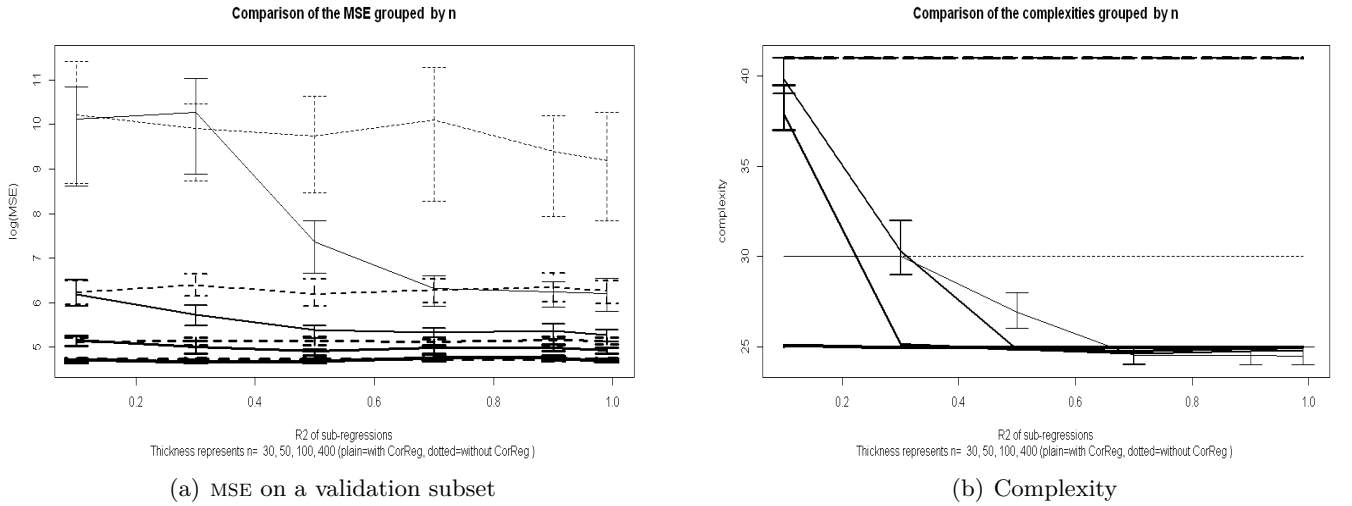 Comparison of the MSE grouped by n
log(MSE)
11
10
9
8
7
6
5
0.2 0.4 0.6 0.8 1.0
R2 of sub-regressions
Thickness represents n= 30, 50, 100, 400 (plain=with CorReg, dotted=without CorReg )
(a) MSE on a validation subset
Comparison of the complexities grouped by n
complexity
40
35
30
25
0.2 0.4 0.6 0.8 1.0
R2 of sub-regressions
Thickness represents n= 30, 50, 100, 400 (plain=with CorReg, dotted=without CorReg )
(b) Complexity